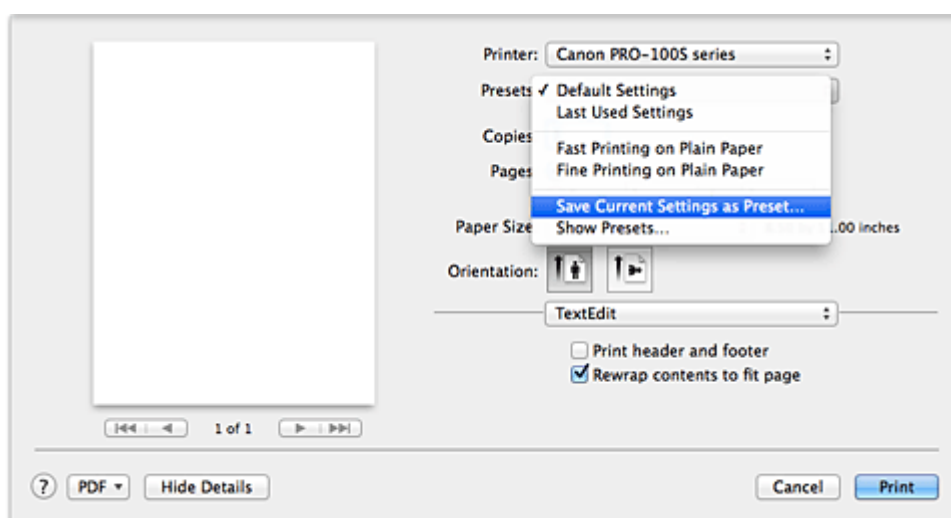 Printer: Canon PRO-100S series
Presets ✓ Default Settings
Last Used Settings
Copies
Fast Printing on Plain Paper
Pages
Fine Printing on Plain Paper
Save Current Settings as Preset...
Paper Size
Show Presets...
.00 inches
Orientation:
TextEdit
Print header and footer
Rewrap contents to fit page
1 of 1
? PDF Hide Details Cancel Print